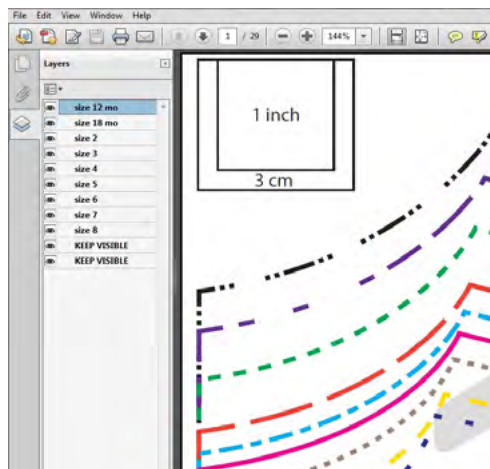 File Edit View Window Help
1 / 29 144%
Layers
size 12 mo
size 18 mo
size 2
size 3
size 4
size 5
size 6
size 7
size 8
KEEP VISIBLE
KEEP VISIBLE
1 inch
3 cm